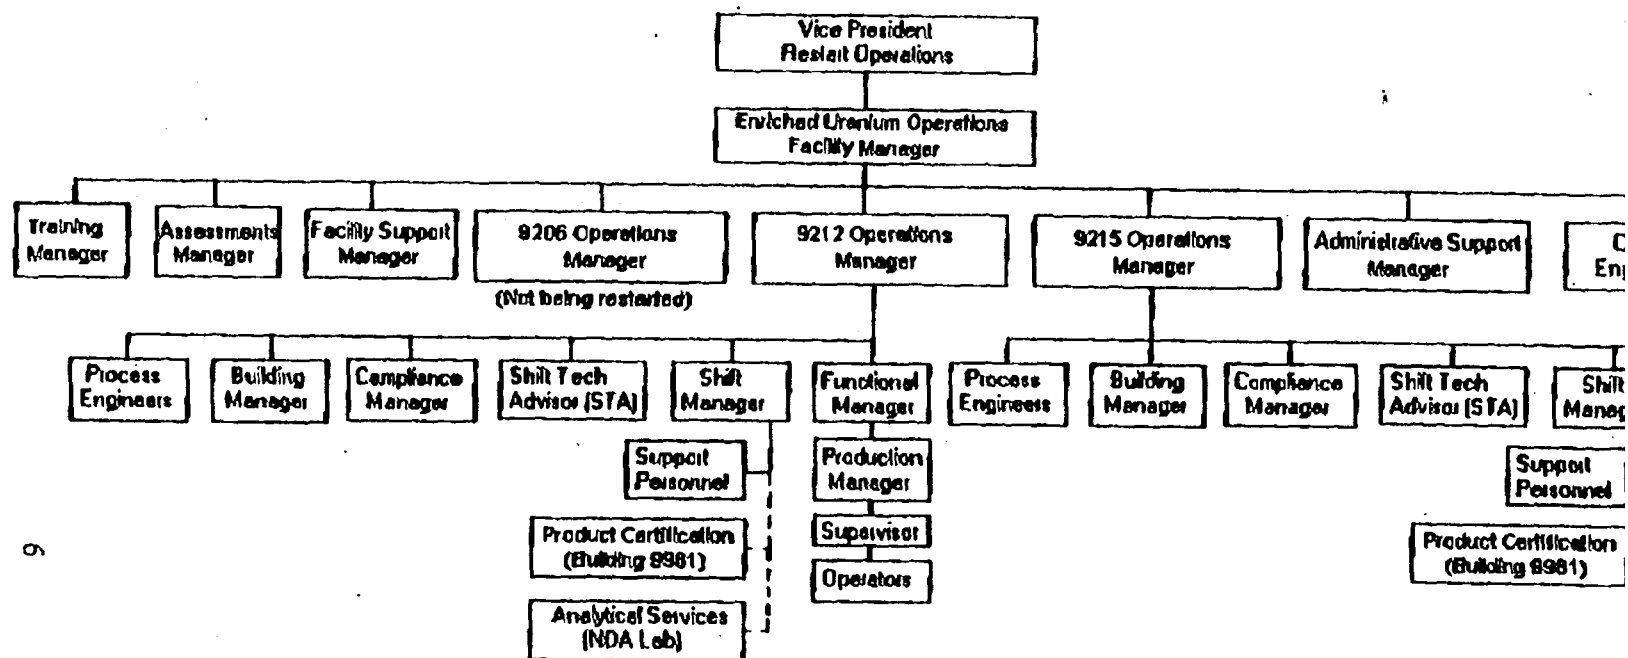 Vice President
Restart Operations
Enriched Uranium Operations
Facility Manager
Training
Manager
Assessments
Manager
Facility Support
Manager
9206 Operations
Manager
(Not being restarted)
9212 Operations
Manager
9215 Operations
Manager
Administrative Support
Manager
Process
Engineers
Building
Manager
Compliance
Manager
Shift Tech
Advisor (STA)
Shift
Manager
Functional
Manager
Process
Engineers
Building
Manager
Compliance
Manager
Shift Tech
Advisor (STA)
Shift
Support
Personnel
Production
Manager
Supervisor
Operators
Product Certification
(Building 9981)
Analytical Services
(NDA Lab)
Support
Personnel
Product Certification
(Building 9981)